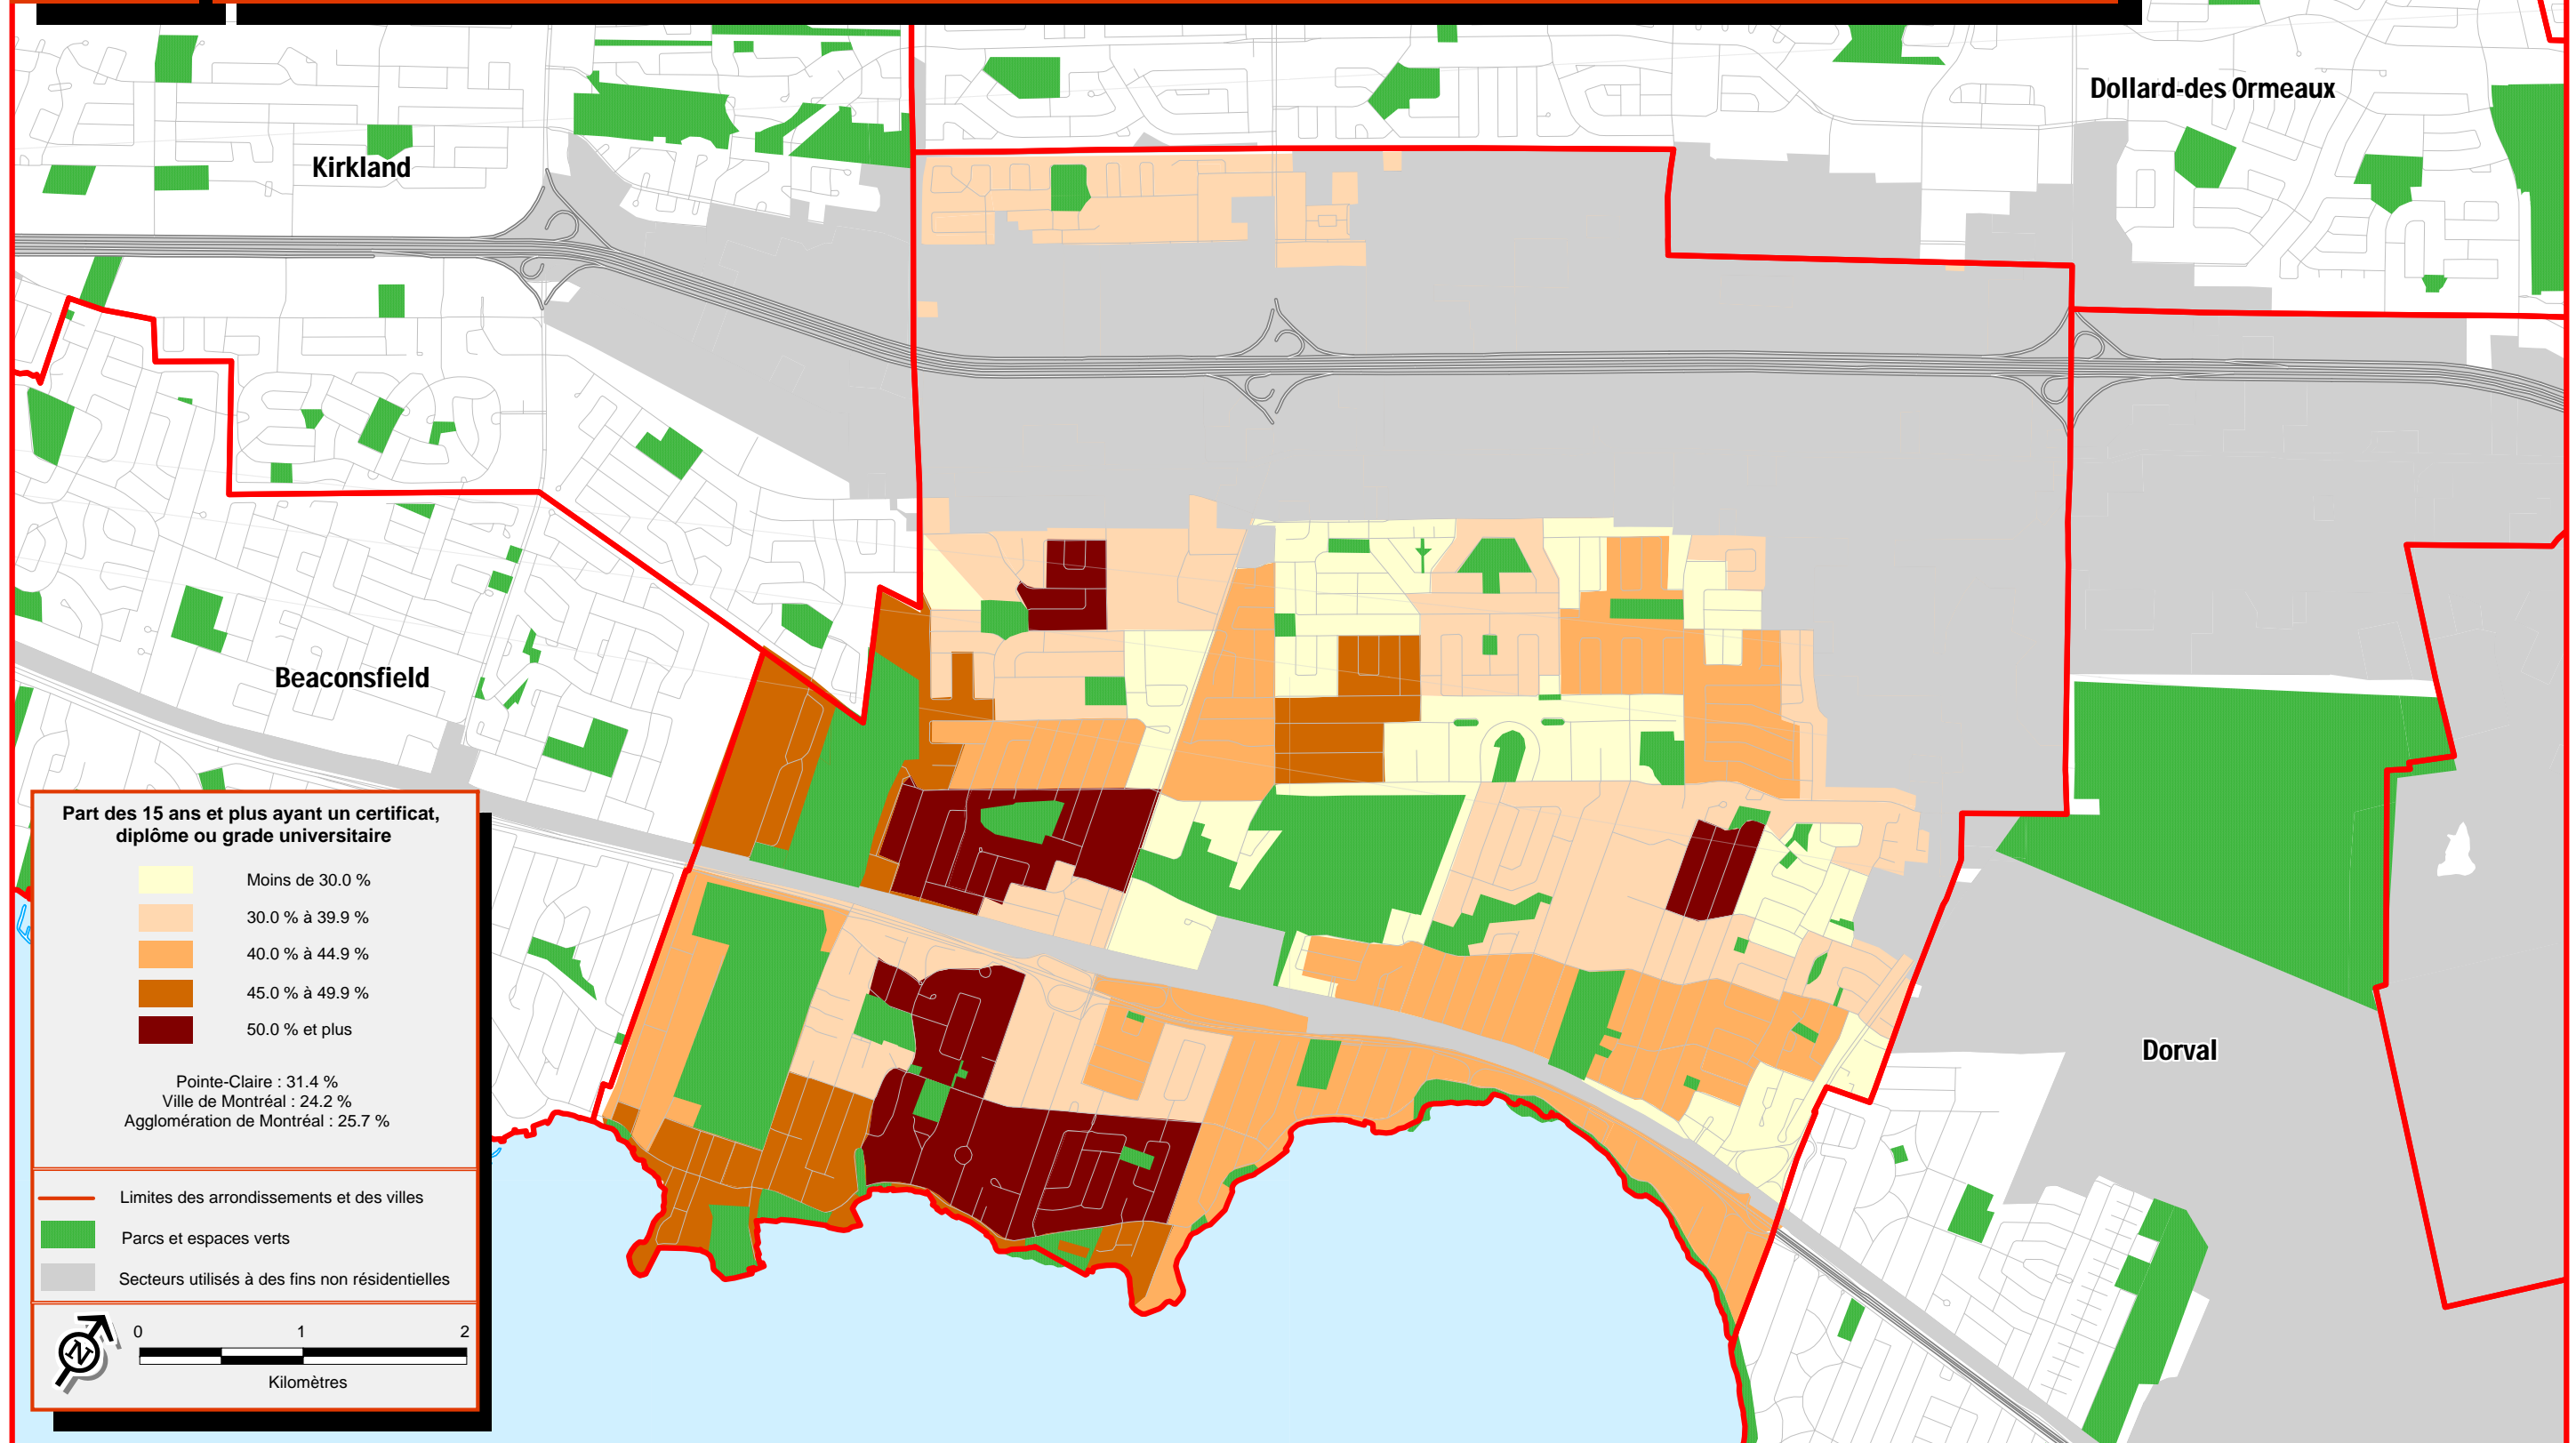 Dollard-des Ormeaux
Kirkland
Beaconsfield
Dorval
Part des 15 ans et plus ayant un certificat,
diplôme ou grade universitaire
Moins de 30.0 %
30.0 % à 39.9 %
40.0 % à 44.9 %
45.0 % à 49.9 %
50.0 % et plus
Pointe-Claire : 31.4 %
Ville de Montréal : 24.2 %
Agglomération de Montréal : 25.7 %
Limites des arrondissements et des villes
Parcs et espaces verts
Secteurs utilisés à des fins non résidentielles
N
0 1 2
Kilomètres